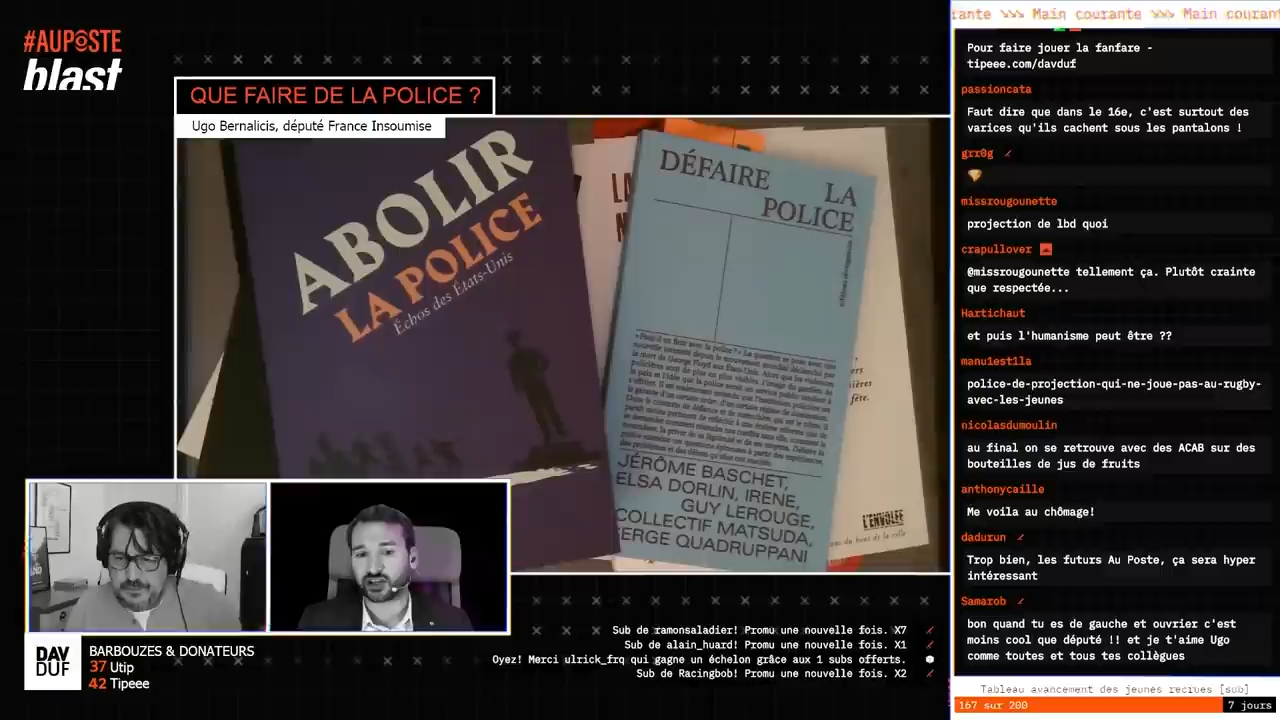 #AUPOSTE
blast
QUE FAIRE DE LA POLICE ?
Ugo Bernalicis, député France Insoumise
ABOLIR
LA POLICE
Échos des États-Unis
DÉFAIRE LA
POLICE
JÉRÔME BASCHET,
ELSA DORLIN, IRENE,
GUY LEROUGE,
COLLECTIF MATSUDA,
SERGE QUADRUPPANI
L'ENVOLÉE
DAV
DUF
BARBOUZES & DONATEURS
37 Utip
42 Tipeee
Sub de ramonsaladier! Promu une nouvelle fois. X7
Sub de alain_huard! Promu une nouvelle fois. X1
Oyez! Merci ulrick_frq qui gagne un échelon grâce aux 1 subs offerts.
Sub de Racingbob! Promu une nouvelle fois. X2
Main courante >>> Main courante
Pour faire jouer la fanfare -
tipeee.com/davduf
passioncata
Faut dire que dans le 16e, c'est surtout des
varices qu'ils cachent sous les pantalons !
grr0g
missrougounette
projection de lbd quoi
crapullover
@missrougounette tellement ça. Plutôt crainte
que respectée...
Hartichaut
et puis l'humanisme peut être ??
manu1est1la
police-de-projection-qui-ne-joue-pas-au-rugby-
avec-les-jeunes
nicolasdumoulin
au final on se retrouve avec des ACAB sur des
bouteilles de jus de fruits
anthonycaille
Me voila au chômage!
dadurun
Trop bien, les futurs Au Poste, ça sera hyper
intéressant
Samarob
bon quand tu es de gauche et ouvrier c'est
moins cool que député !! et je t'aime Ugo
comme toutes et tous tes collègues
Tableau avancement des jeunes recrues [sub]
167 sur 200
7 jours